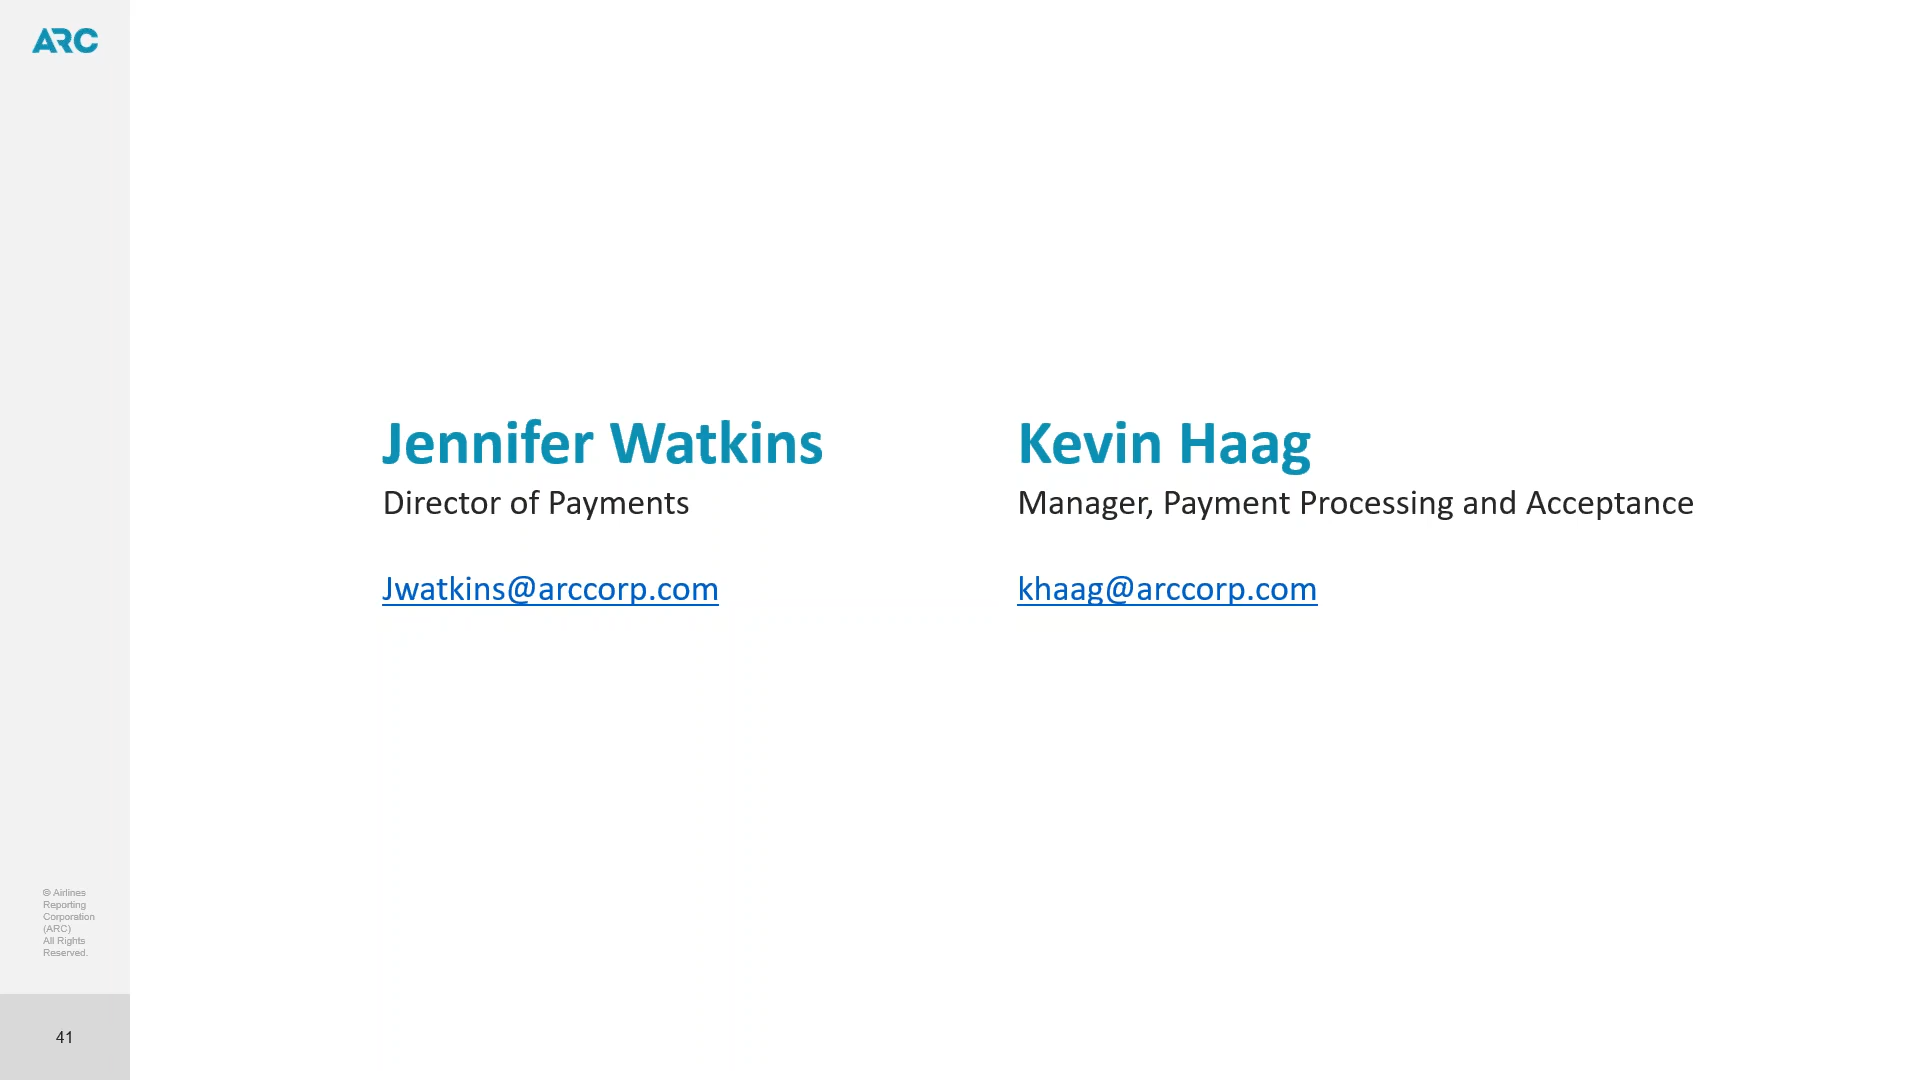 ARC
Jennifer Watkins
Director of Payments
Jwatkins@arccorp.com
Kevin Haag
Manager, Payment Processing and Acceptance
khaag@arccorp.com
© Airlines
Reporting
Corporation
(ARC)
All Rights
Reserved.
41